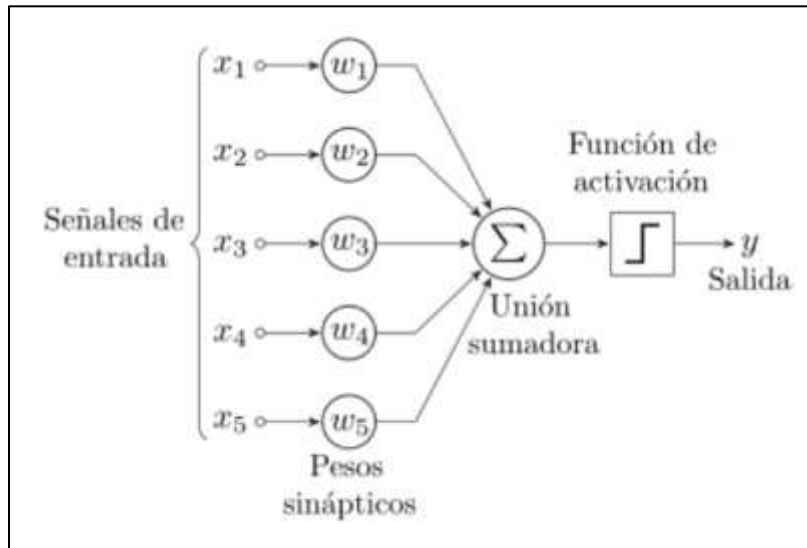 x1
w1
x2
w2
Función de
activación
Señales de
entrada
x3
w3
∑
y
Salida
Unión
sumadora
x4
w4
x5
w5
Pesos
sinápticos